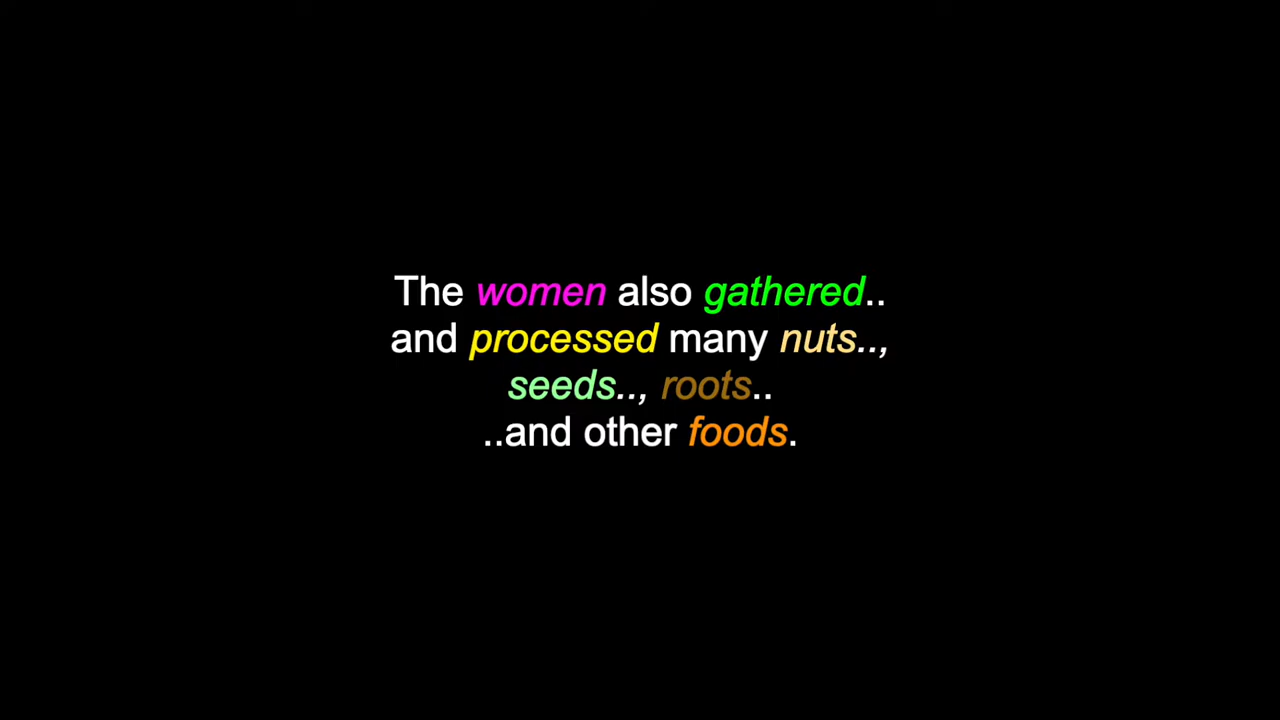 The women also gathered..
and processed many nuts..,
seeds.., roots..
..and other foods.